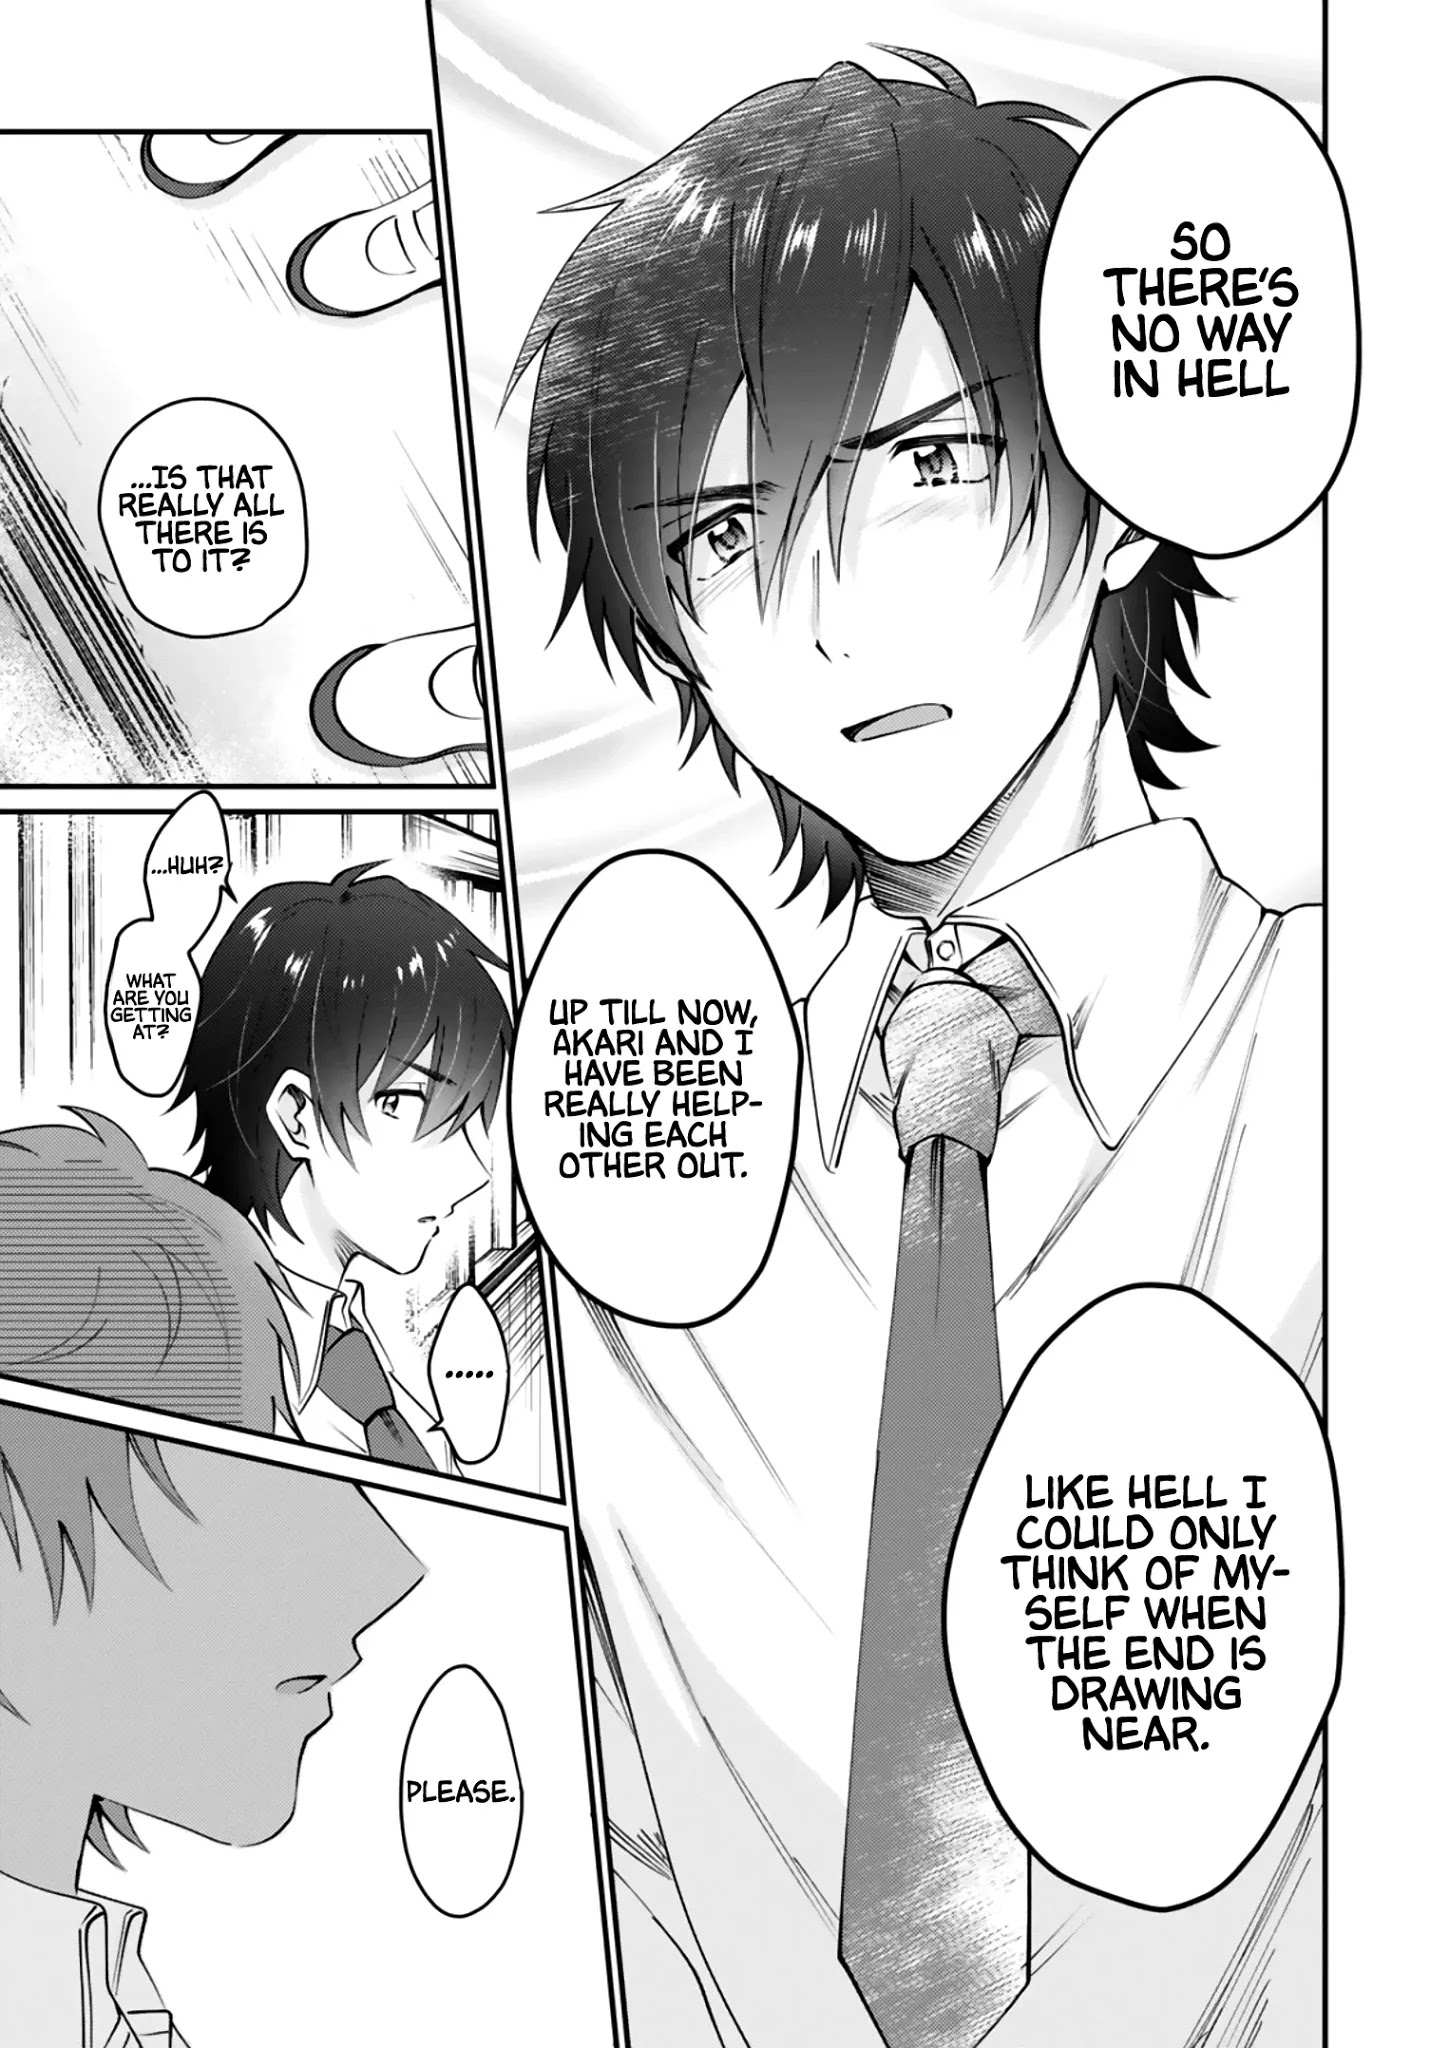 SO
THERE'S
NO WAY
IN HELL
UP TILL NOW,
AKARI AND I
HAVE BEEN
REALLY HELP-
ING EACH
OTHER OUT.
LIKE HELL I
COULD ONLY
THINK OF MY-
SELF WHEN
THE END IS
DRAWING
NEAR.
...IS THAT
REALLY ALL
THERE IS
TO IT?
...HUH?
WHAT
ARE YOU
GETTING
AT?
.....
PLEASE.